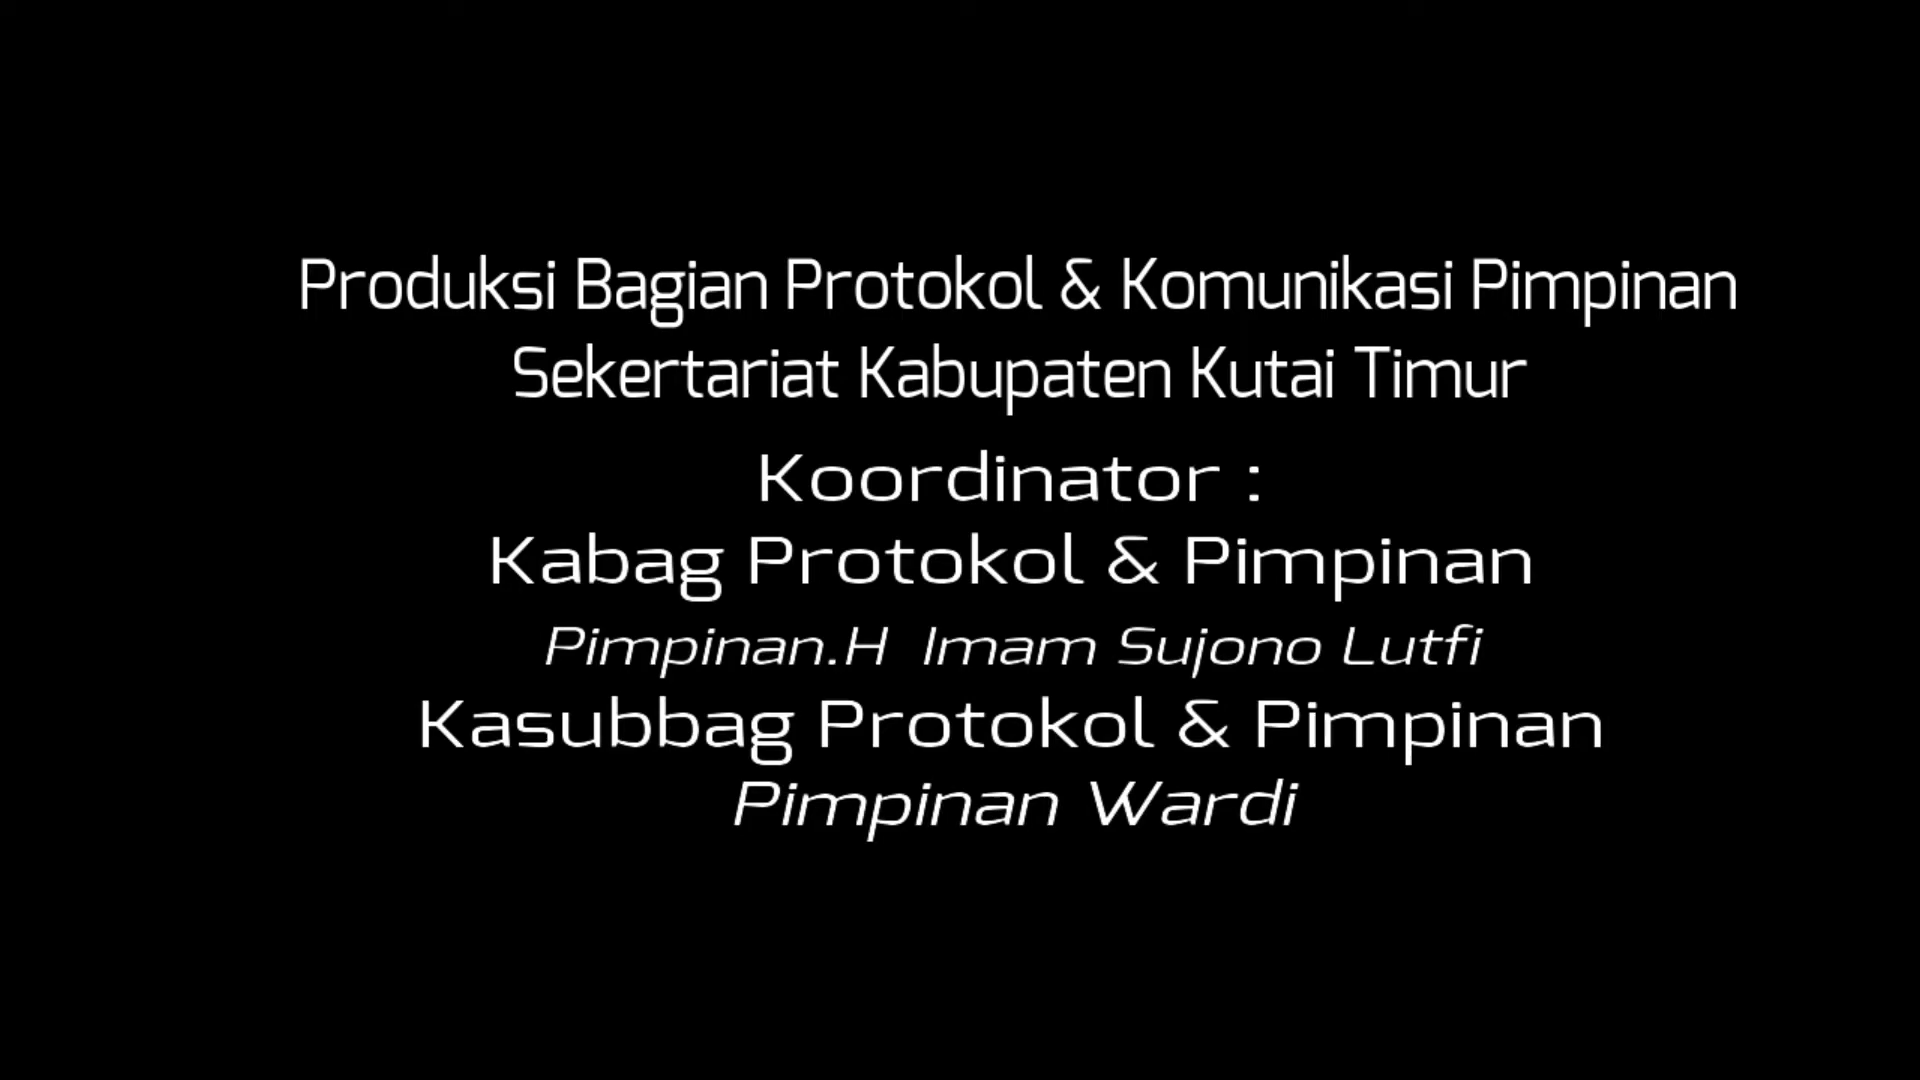 Produksi Bagian Protokol & Komunikasi Pimpinan
Sekertariat Kabupaten Kutai Timur
Koordinator :
Kabag Protokol & Pimpinan
Pimpinan.H Imam Sujono Lutfi
Kasubbag Protokol & Pimpinan
Pimpinan Wardi